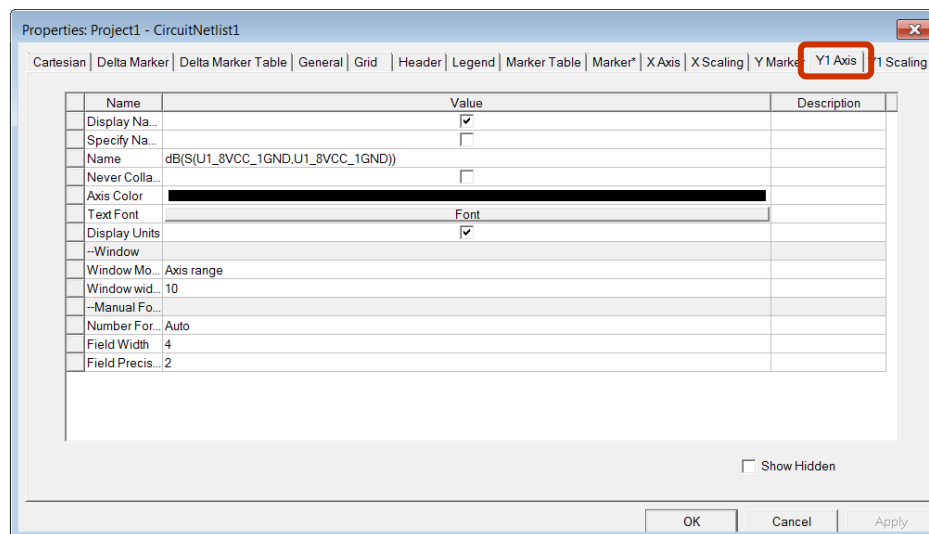 Properties: Project1 - CircuitNetlist1
Cartesian Delta Marker Delta Marker Table General Grid Header Legend Marker Table Marker* X Axis X Scaling Y Marker Y1 Axis Y1 Scaling
Name Value Description
Display Na...
Specify Na...
Name dB(S(U1_8VCC_1GND,U1_8VCC_1GND))
Never Colla...
Axis Color
Text Font Font
Display Units
--Window
Window Mo... Axis range
Window wid... 10
--Manual Fo...
Number For... Auto
Field Width 4
Field Precis... 2
Show Hidden
OK Cancel Apply